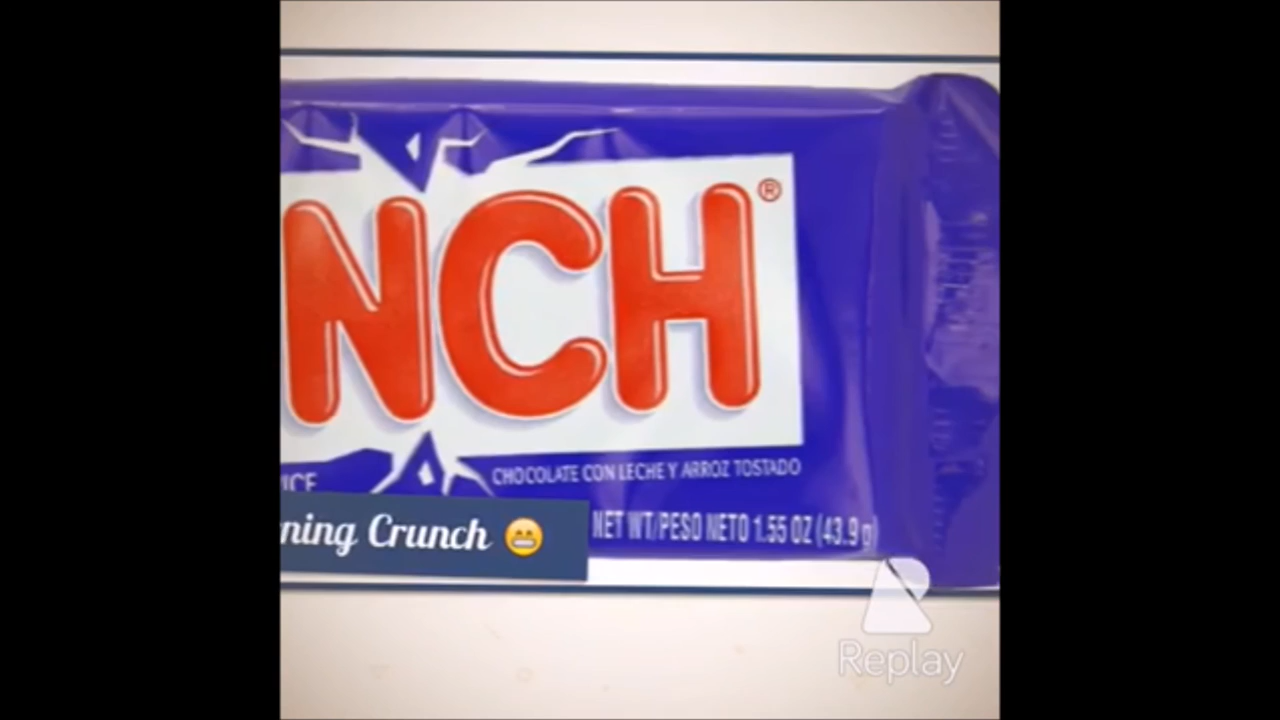 NCH®
ICE
CHOCOLATE CON LECHE Y ARROZ TOSTADO
ning Crunch 😁
NET WT/PESO NETO 1.55 OZ (43.9 g)
Replay